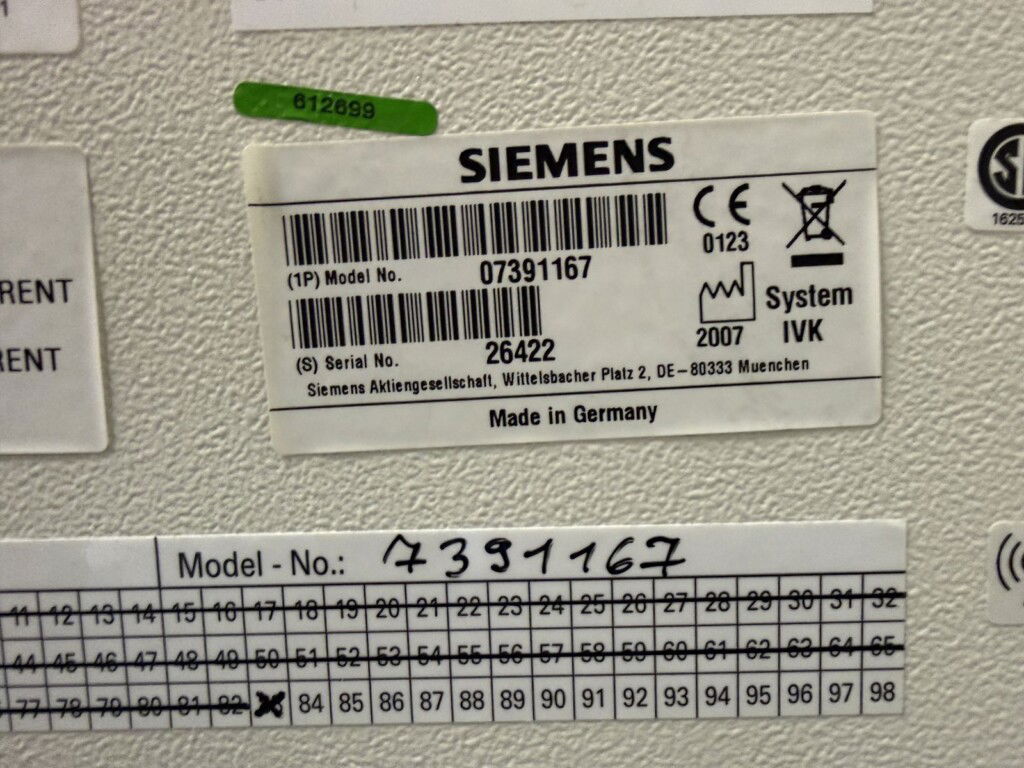 1
612699
SIEMENS
CE
0123
(1P) Model No. 07391167
2007
System
IVK
(S) Serial No. 26422
Siemens Aktiengesellschaft, Wittelsbacher Platz 2, DE-80333 Muenchen
Made in Germany
RENT
RENT
1625
Model - No.: 7391167
11 12 13 14 15 16 17 18 19 20 21 22 23 24 25 26 27 28 29 30 31 32
44 45 46 47 48 49 50 51 52 53 54 55 56 57 58 59 60 61 62 63 64 65
77 78 79 80 81 82 84 85 86 87 88 89 90 91 92 93 94 95 96 97 98